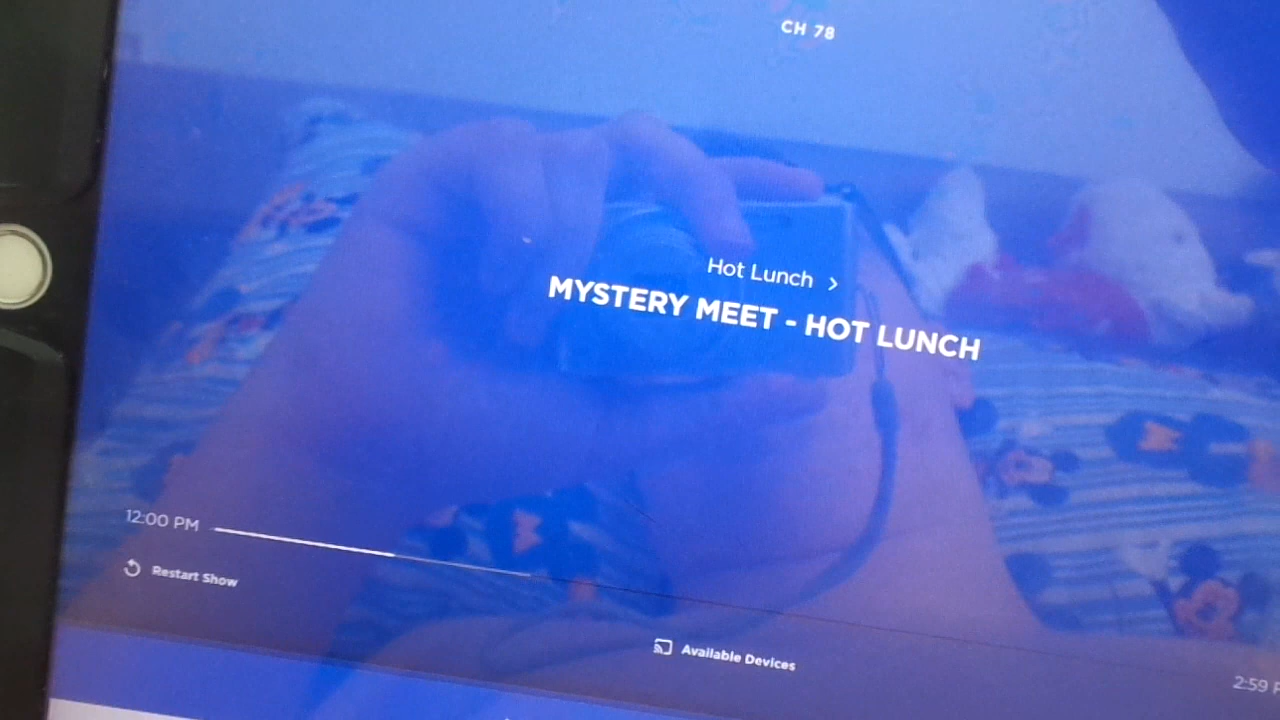 CH 78
Hot Lunch
MYSTERY MEET - HOT LUNCH
12:00 PM
Restart Show
Available Devices
2:59